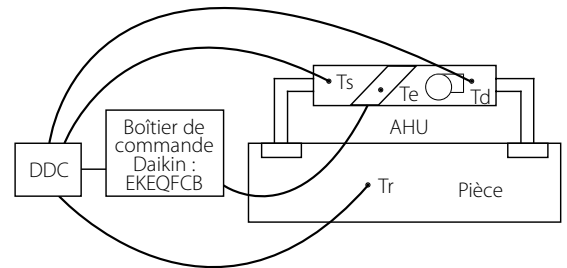 Ts
Te
Td
AHU
Boîtier de
commande
Daikin :
EKEQFCB
DDC
Tr
Pièce